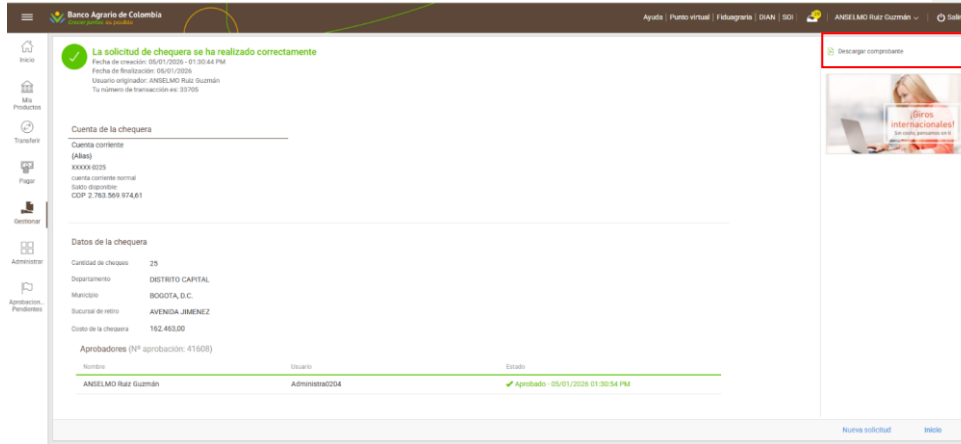 Banco Agrario de Colombia
Ayuda | Punto virtual | Fiduagraria | DIAN | SOI | ANSELMO Ruiz Guzmán
Inicio
Mis
Productos
Transferir
Pagar
Gestionar
Administrar
Aprobacion..
Pendientes
La solicitud de chequera se ha realizado correctamente
Fecha de creación: 05/01/2026 - 01:30:44 PM
Fecha de finalización: 05/01/2026
Usuario originador: ANSELMO Ruiz Guzmán
Tu número de transacción es: 33705
Cuenta de la chequera
Cuenta corriente
(Alias)
XXXXX-0225
cuenta corriente normal
Saldo disponible
COP 2.763.569.974,61
Datos de la chequera
Cantidad de cheques 25
Departamento DISTRITO CAPITAL
Municipio BOGOTA, D.C.
Sucursal de retiro AVENIDA JIMENEZ
Costo de la chequera 162.463,00
Aprobadores (Nº aprobación: 41608)
Nombre Usuario Estado
ANSELMO Ruiz Guzmán Administra0204 Aprobado - 05/01/2026 01:30:54 PM
Descargar comprobante
¡Giros
internacionales!
Sin costo, pensamos en ti
Nueva solicitud Inicio